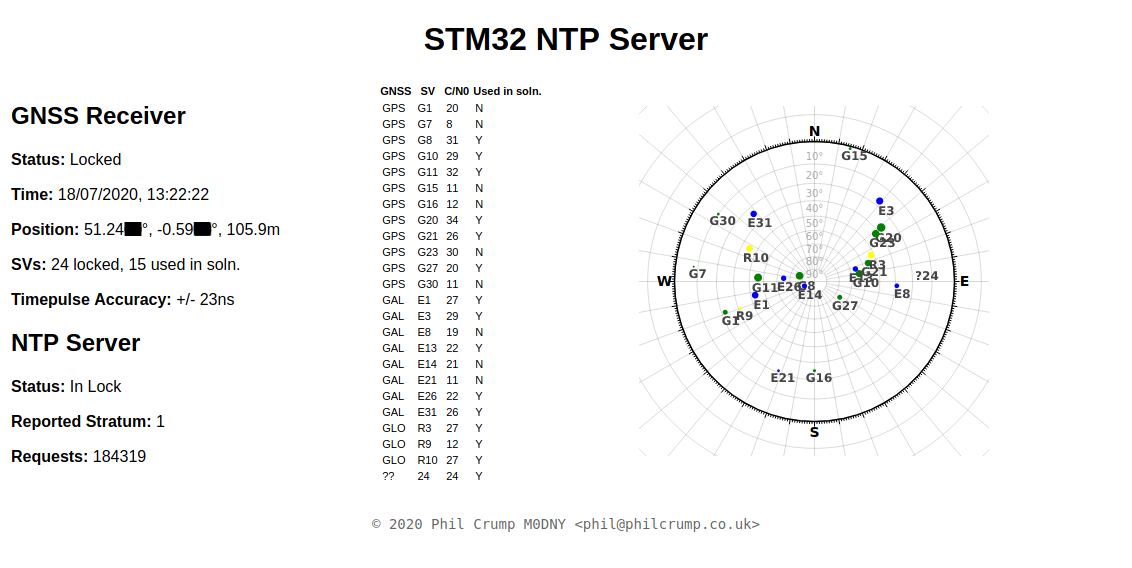 STM32 NTP Server
GNSS Receiver
Status: Locked
Time: 18/07/2020, 13:22:22
Position: 51.24°, -0.59°, 105.9m
SVs: 24 locked, 15 used in soln.
Timepulse Accuracy: +/- 23ns
NTP Server
Status: In Lock
Reported Stratum: 1
Requests: 184319
GNSS SV C/N0 Used in soln.
GPS G1 20 N
GPS G7 8 N
GPS G8 31 Y
GPS G10 29 Y
GPS G11 32 Y
GPS G15 11 N
GPS G16 12 N
GPS G20 34 Y
GPS G21 26 Y
GPS G23 30 N
GPS G27 20 Y
GPS G30 11 N
GAL E1 27 Y
GAL E3 29 Y
GAL E8 19 N
GAL E13 22 Y
GAL E14 21 N
GAL E21 11 N
GAL E26 22 Y
GAL E31 26 Y
GLO R3 27 Y
GLO R9 12 Y
GLO R10 27 Y
?? 24 24 Y
N
10°
G15
20°
30°
E3
40°
G30
E31
50°
60°
G20
G23
70°
R10
80°
R3
G21
90°
G7
W
?24
E
G10
G11
E26
G8
E14
E8
E1
G27
G1
R9
E21
G16
S
© 2020 Phil Crump M0DNY <phil@philcrump.co.uk>